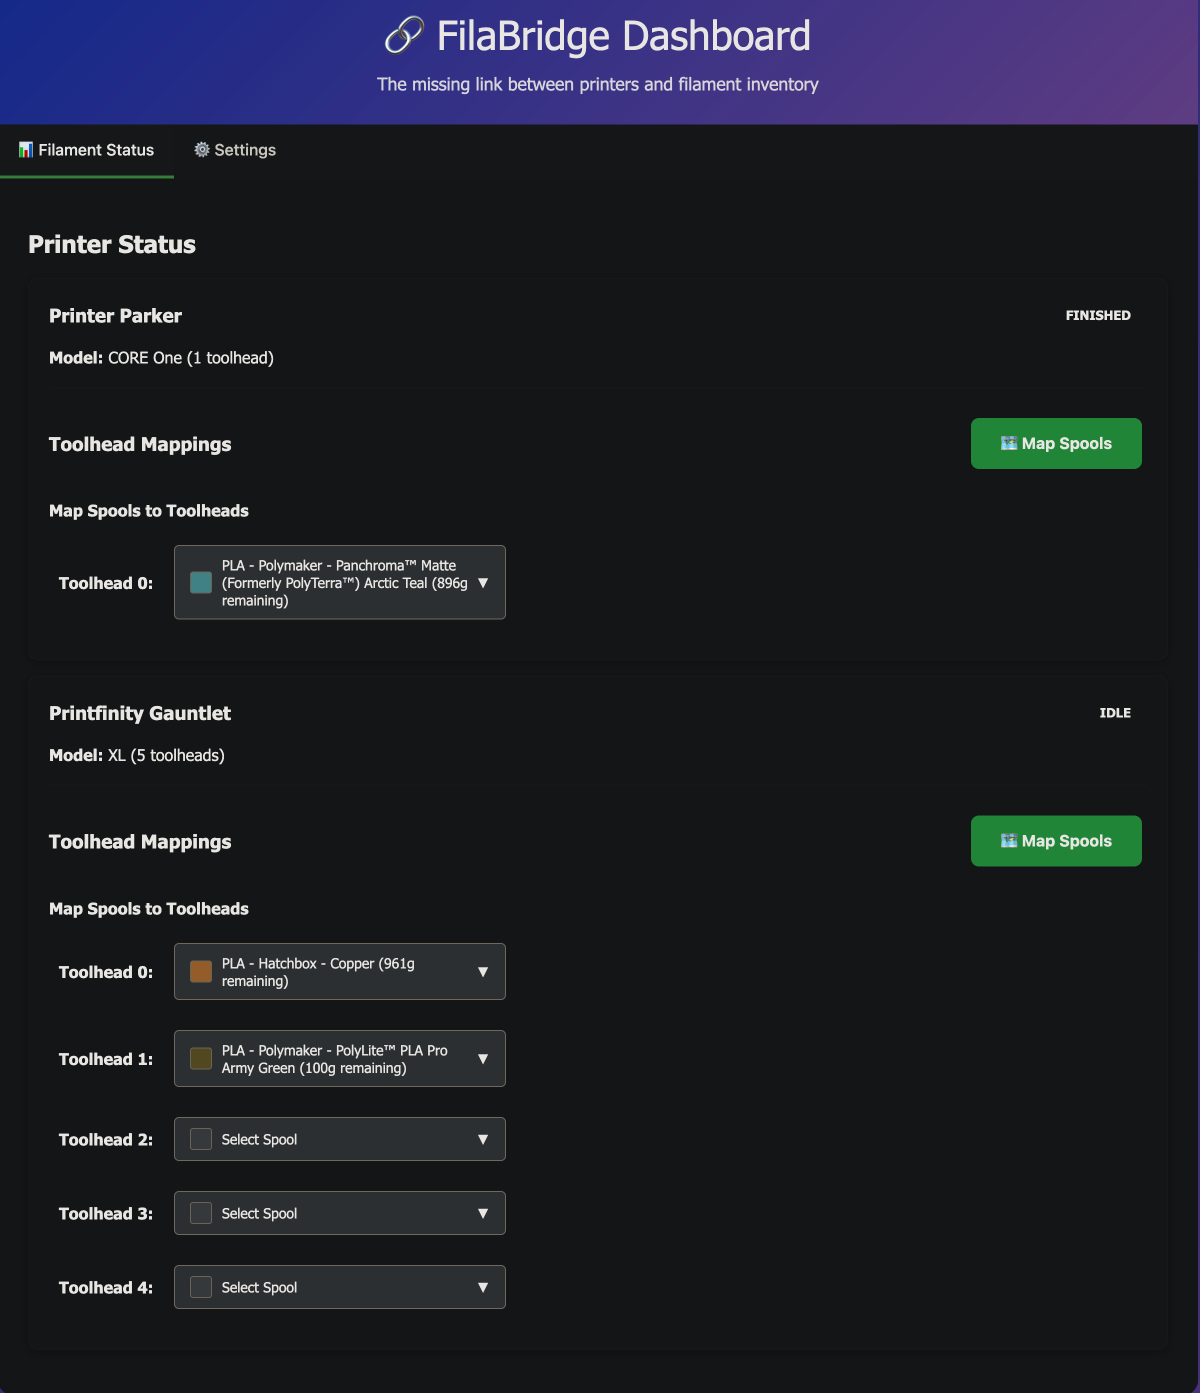 FilaBridge Dashboard
The missing link between printers and filament inventory
Filament Status
Settings
Printer Status
Printer Parker
FINISHED
Model: CORE One (1 toolhead)
Toolhead Mappings
Map Spools
Map Spools to Toolheads
Toolhead 0:
PLA - Polymaker - Panchroma™ Matte
(Formerly PolyTerra™) Arctic Teal (896g
remaining)
▼
Printfinity Gauntlet
IDLE
Model: XL (5 toolheads)
Toolhead Mappings
Map Spools
Map Spools to Toolheads
Toolhead 0:
PLA - Hatchbox - Copper (961g
remaining)
▼
Toolhead 1:
PLA - Polymaker - PolyLite™ PLA Pro
Army Green (100g remaining)
▼
Toolhead 2:
Select Spool ▼
Toolhead 3:
Select Spool ▼
Toolhead 4:
Select Spool ▼